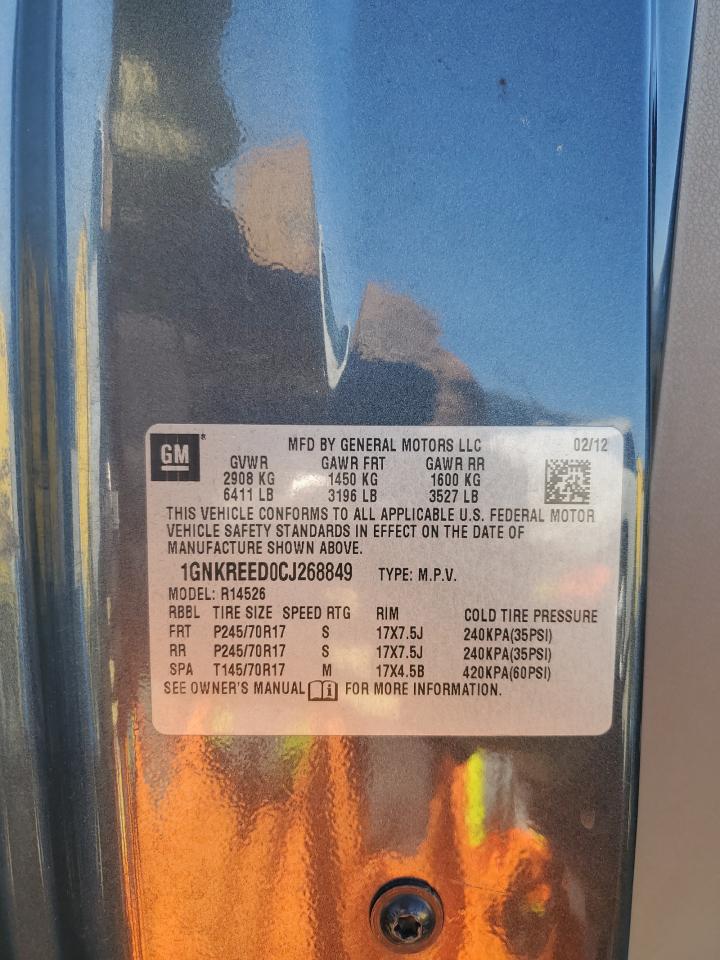 GM ® MFD BY GENERAL MOTORS LLC 02/12
GVWR GAWR FRT GAWR RR
2908 KG 1450 KG 1600 KG
6411 LB 3196 LB 3527 LB
THIS VEHICLE CONFORMS TO ALL APPLICABLE U.S. FEDERAL MOTOR
VEHICLE SAFETY STANDARDS IN EFFECT ON THE DATE OF
MANUFACTURE SHOWN ABOVE.
1GNKREED0CJ268849 TYPE: M.P.V.
MODEL: R14526
RBBL TIRE SIZE SPEED RTG RIM COLD TIRE PRESSURE
FRT P245/70R17 S 17X7.5J 240KPA(35PSI)
RR P245/70R17 S 17X7.5J 240KPA(35PSI)
SPA T145/70R17 M 17X4.5B 420KPA(60PSI)
SEE OWNER'S MANUAL i FOR MORE INFORMATION.